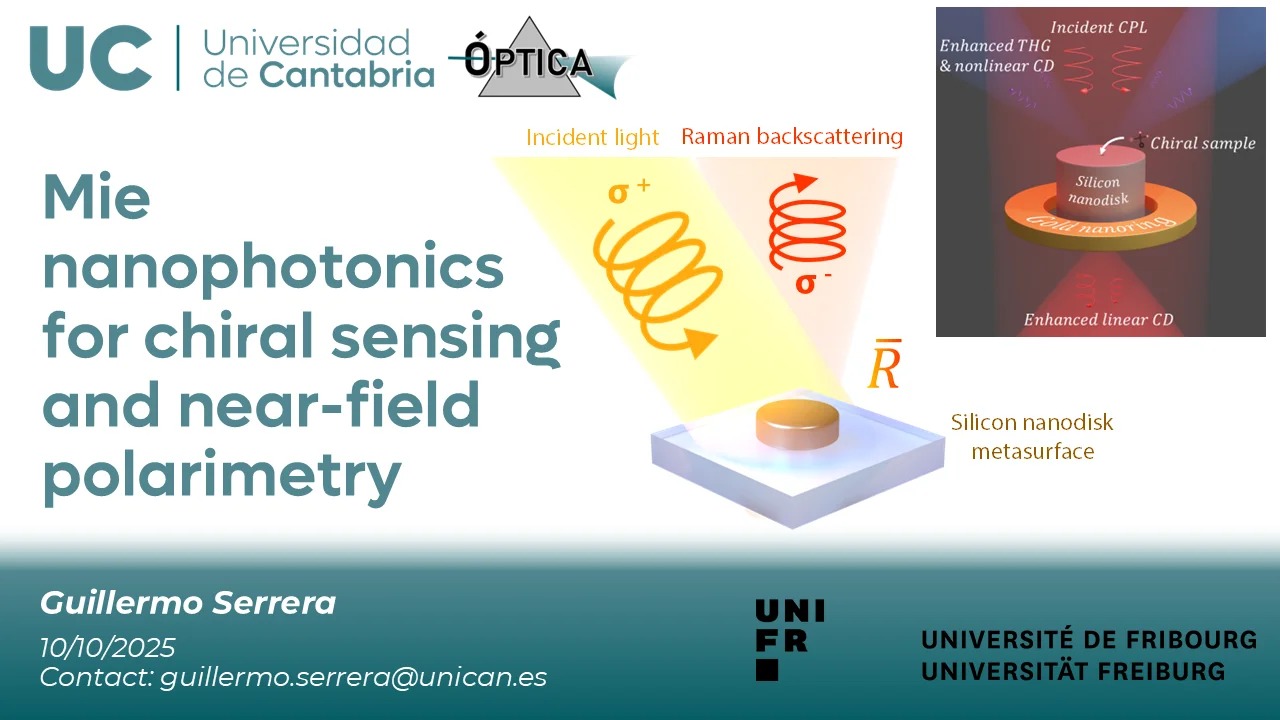 UC
Universidad
de Cantabria
ÓPTICA
Mie
nanophotonics
for chiral sensing
and near-field
polarimetry
Incident light
Raman backscattering
σ +
σ -
R̅
Silicon nanodisk
metasurface
Incident CPL
Enhanced THG
& nonlinear CD
Chiral sample
Silicon
nanodisk
Gold nanoring
Enhanced linear CD
Guillermo Serrera
10/10/2025
Contact: guillermo.serrera@unican.es
UNI
FR
UNIVERSITÉ DE FRIBOURG
UNIVERSITÄT FREIBURG